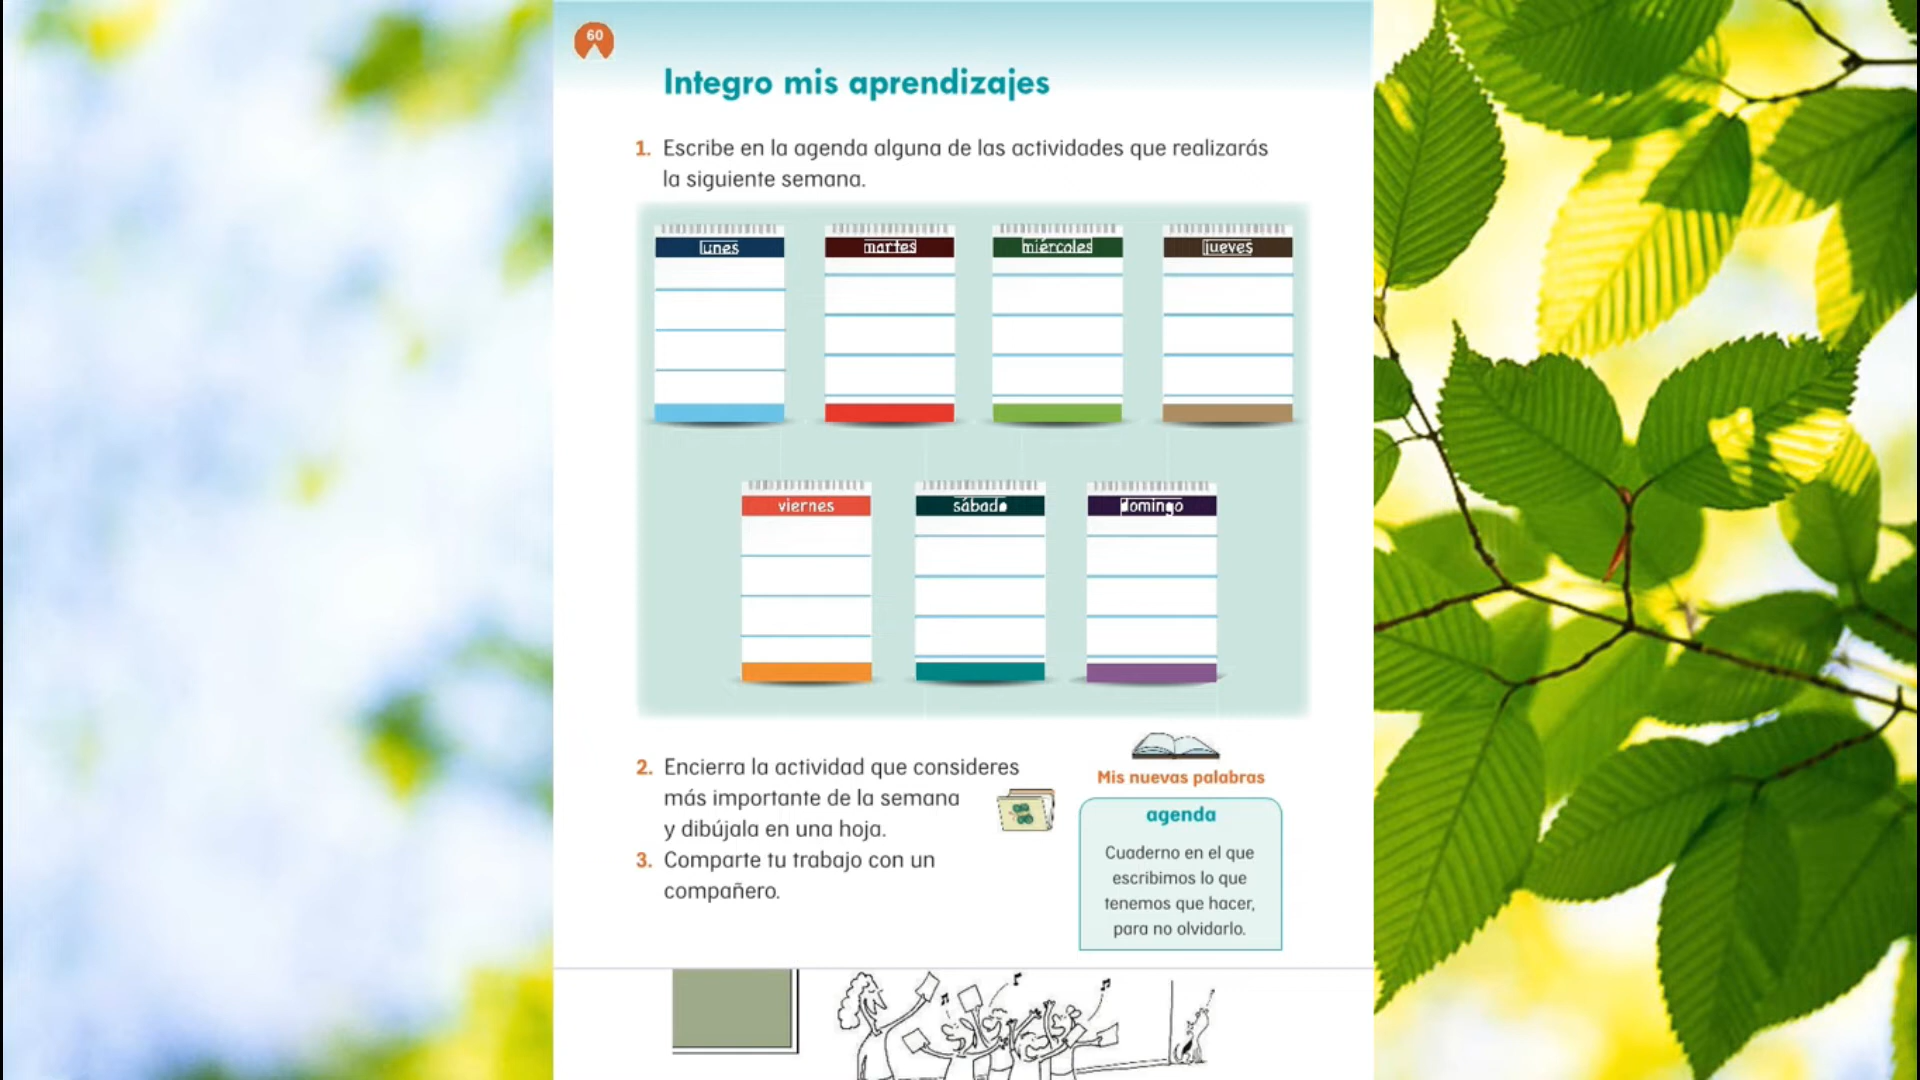 60
Integro mis aprendizajes
1. Escribe en la agenda alguna de las actividades que realizarás
la siguiente semana.
lunes
martes
miércoles
jueves
viernes
sábado
domingo
2. Encierra la actividad que consideres
más importante de la semana
y dibújala en una hoja.
3. Comparte tu trabajo con un
compañero.
Mis nuevas palabras
agenda
Cuaderno en el que
escribimos lo que
tenemos que hacer,
para no olvidarlo.